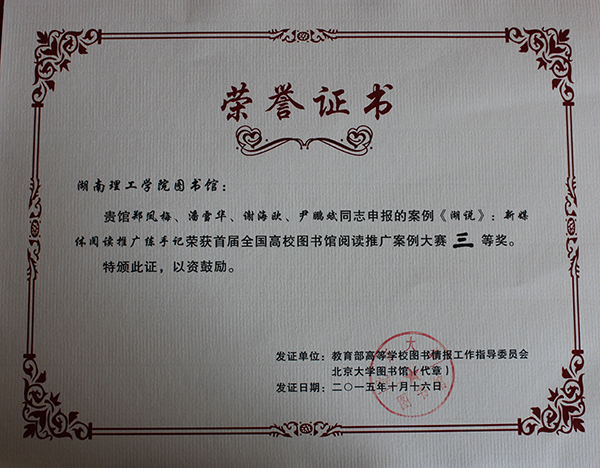 荣誉证书
湖南理工学院图书馆：
贵馆郑凤梅、潘雪华、谢海欧、尹鹏斌同志申报的案例《湖说》：新媒
体阅读推广练手记荣获首届全国高校图书馆阅读推广案例大赛三等奖。
特颁此证，以资鼓励。
发证单位：教育部高等学校图书情报工作指导委员会
北京大学图书馆（代章）
发证日期：二〇一五年十月十六日